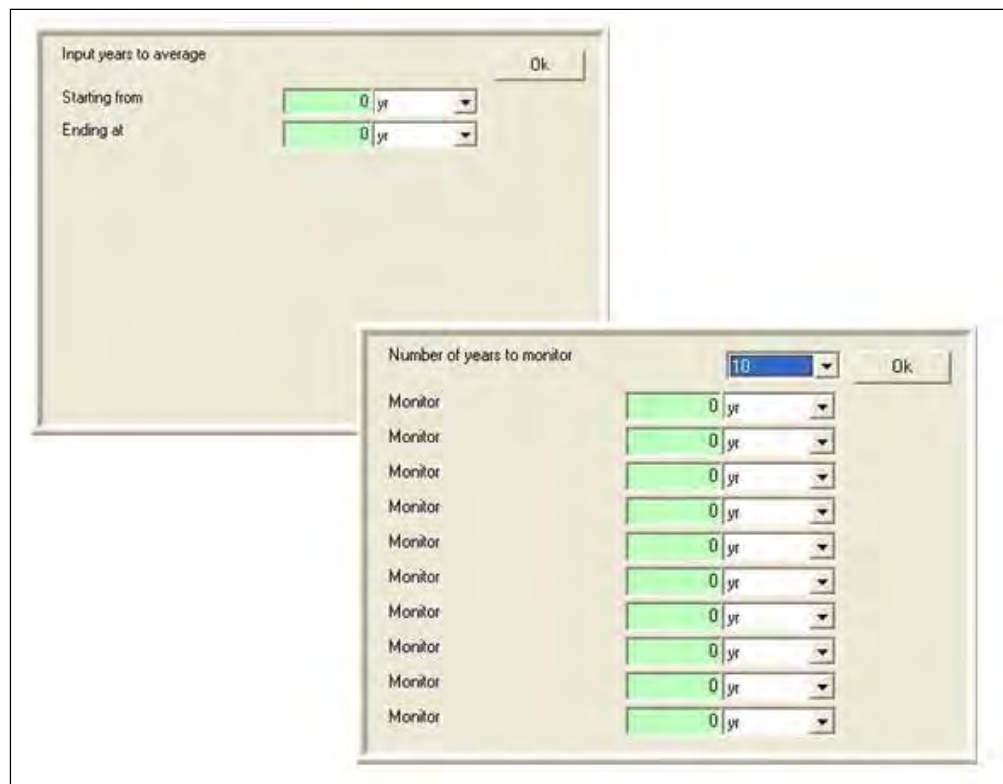 Input years to average Ok
Starting from 0 yr
Ending at 0 yr
Number of years to monitor 10 Ok
Monitor 0 yr
Monitor 0 yr
Monitor 0 yr
Monitor 0 yr
Monitor 0 yr
Monitor 0 yr
Monitor 0 yr
Monitor 0 yr
Monitor 0 yr
Monitor 0 yr